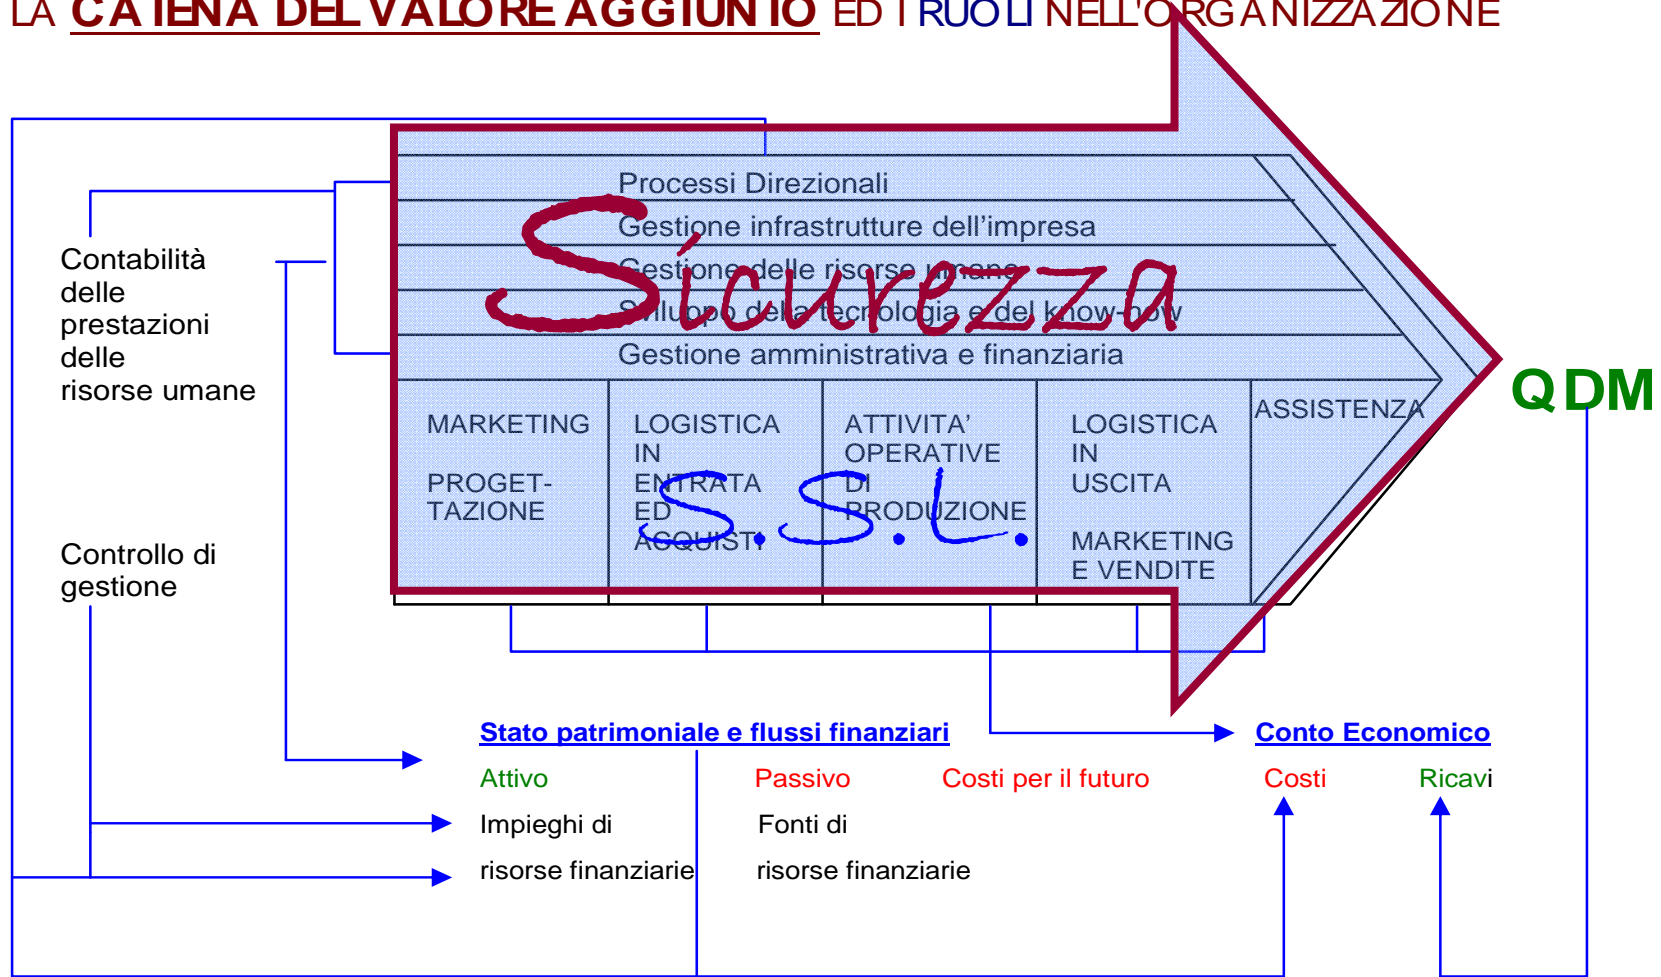 LA CATENA DEL VALORE AGGIUNTO ED I RUOLI NELL'ORGANIZZAZIONE
Processi Direzionali
Gestione infrastrutture dell'impresa
Gestione delle risorse umane
Sviluppo della tecnologia e del know-how
Gestione amministrativa e finanziaria
Sicurezza
Contabilità
delle
prestazioni
delle
risorse umane
Controllo di
gestione
MARKETING
PROGET-
TAZIONE
LOGISTICA
IN
ENTRATA
ED
ACQUISTI
ATTIVITA'
OPERATIVE
DI
PRODUZIONE
LOGISTICA
IN
USCITA
MARKETING
E VENDITE
ASSISTENZA
S.S.L.
QDM
Stato patrimoniale e flussi finanziari
Conto Economico
Attivo
Passivo
Costi per il futuro
Costi
Ricavi
Impieghi di
risorse finanziarie
Fonti di
risorse finanziarie